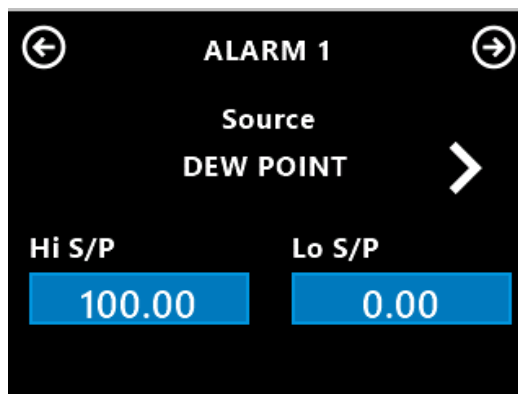 ALARM 1
Source
DEW POINT
Hi S/P Lo S/P
100.00 0.00